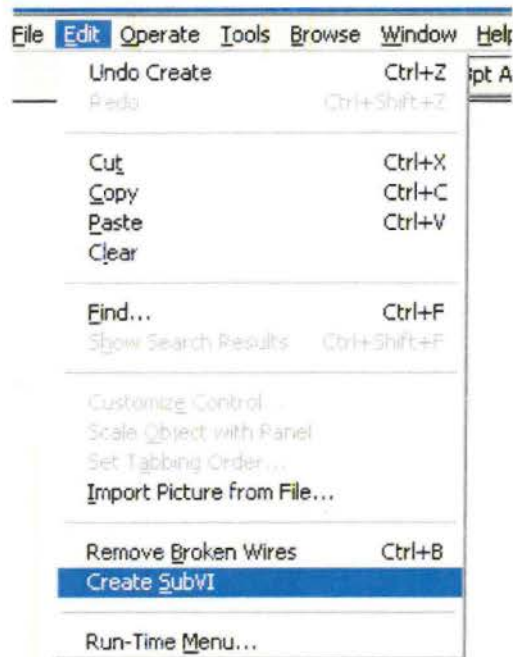 File Edit Operate Tools Browse Window Help
Undo Create Ctrl+Z pt A
Redo Ctrl+Shift+Z
Cut Ctrl+X
Copy Ctrl+C
Paste Ctrl+V
Clear
Find... Ctrl+F
Show Search Results Ctrl+Shift+F
Customize Control...
Scale Object with Panel
Set Tabbing Order...
Import Picture from File...
Remove Broken Wires Ctrl+B
Create SubVI
Run-Time Menu...